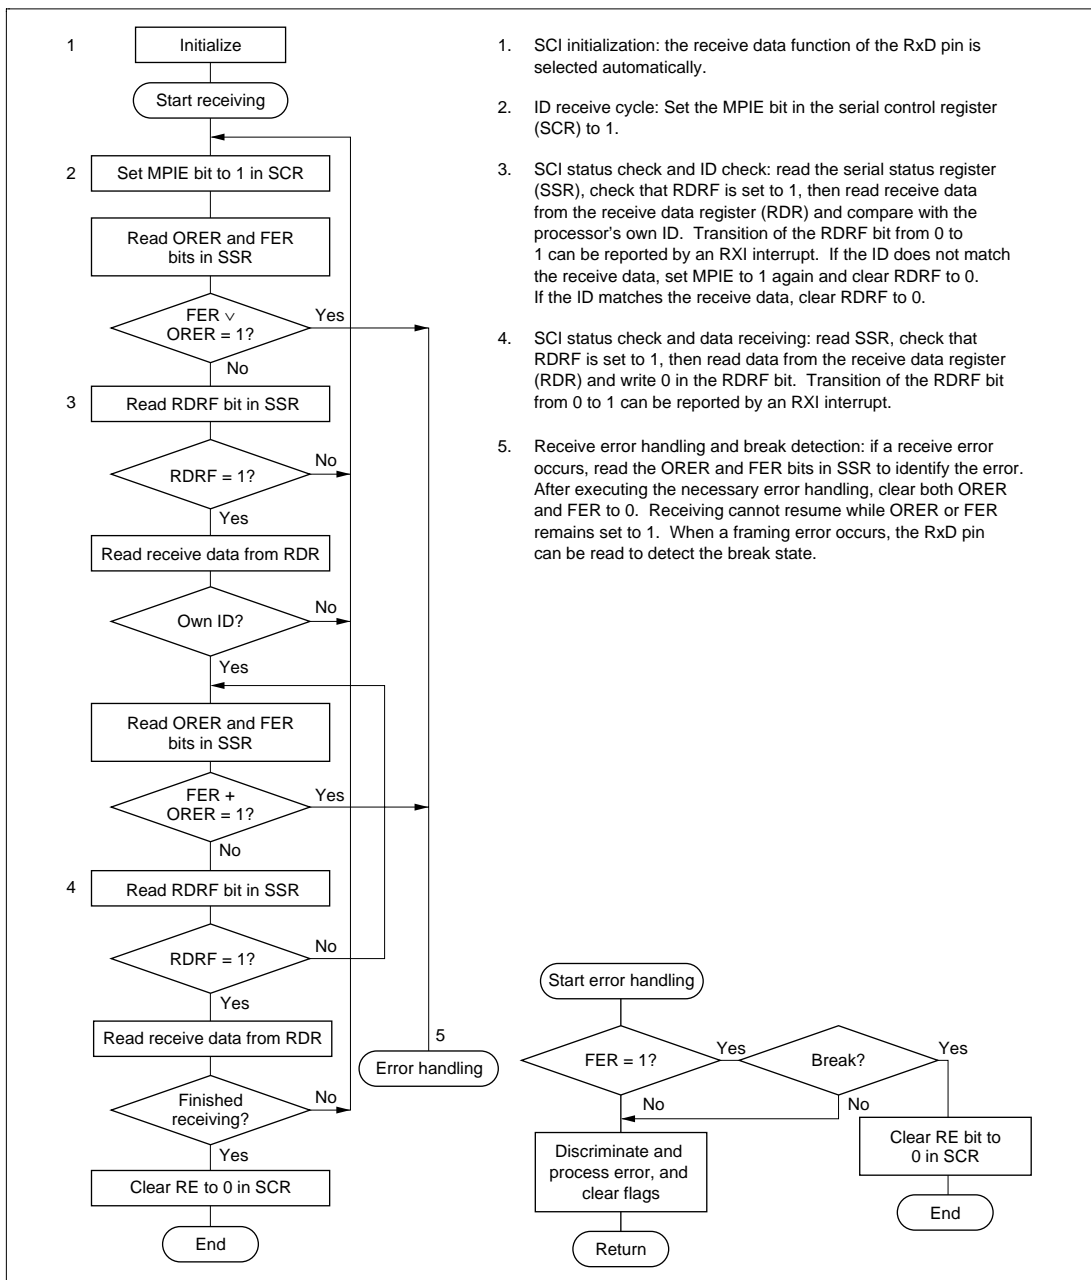 1
Initialize
Start receiving
2
Set MPIE bit to 1 in SCR
Read ORER and FER
bits in SSR
FER ∨
ORER = 1?
Yes
No
3
Read RDRF bit in SSR
RDRF = 1?
No
Yes
Read receive data from RDR
Own ID?
No
Yes
Read ORER and FER
bits in SSR
FER +
ORER = 1?
Yes
No
4
Read RDRF bit in SSR
RDRF = 1?
No
Yes
Read receive data from RDR
5
Error handling
Finished
receiving?
No
Yes
Clear RE to 0 in SCR
End
1. SCI initialization: the receive data function of the RxD pin is
selected automatically.
2. ID receive cycle: Set the MPIE bit in the serial control register
(SCR) to 1.
3. SCI status check and ID check: read the serial status register
(SSR), check that RDRF is set to 1, then read receive data
from the receive data register (RDR) and compare with the
processor's own ID. Transition of the RDRF bit from 0 to
1 can be reported by an RXI interrupt. If the ID does not match
the receive data, set MPIE to 1 again and clear RDRF to 0.
If the ID matches the receive data, clear RDRF to 0.
4. SCI status check and data receiving: read SSR, check that
RDRF is set to 1, then read data from the receive data register
(RDR) and write 0 in the RDRF bit. Transition of the RDRF bit
from 0 to 1 can be reported by an RXI interrupt.
5. Receive error handling and break detection: if a receive error
occurs, read the ORER and FER bits in SSR to identify the error.
After executing the necessary error handling, clear both ORER
and FER to 0. Receiving cannot resume while ORER or FER
remains set to 1. When a framing error occurs, the RxD pin
can be read to detect the break state.
Start error handling
FER = 1?
Yes
Break?
Yes
No
No
Discriminate and
process error, and
clear flags
Return
Clear RE bit to
0 in SCR
End